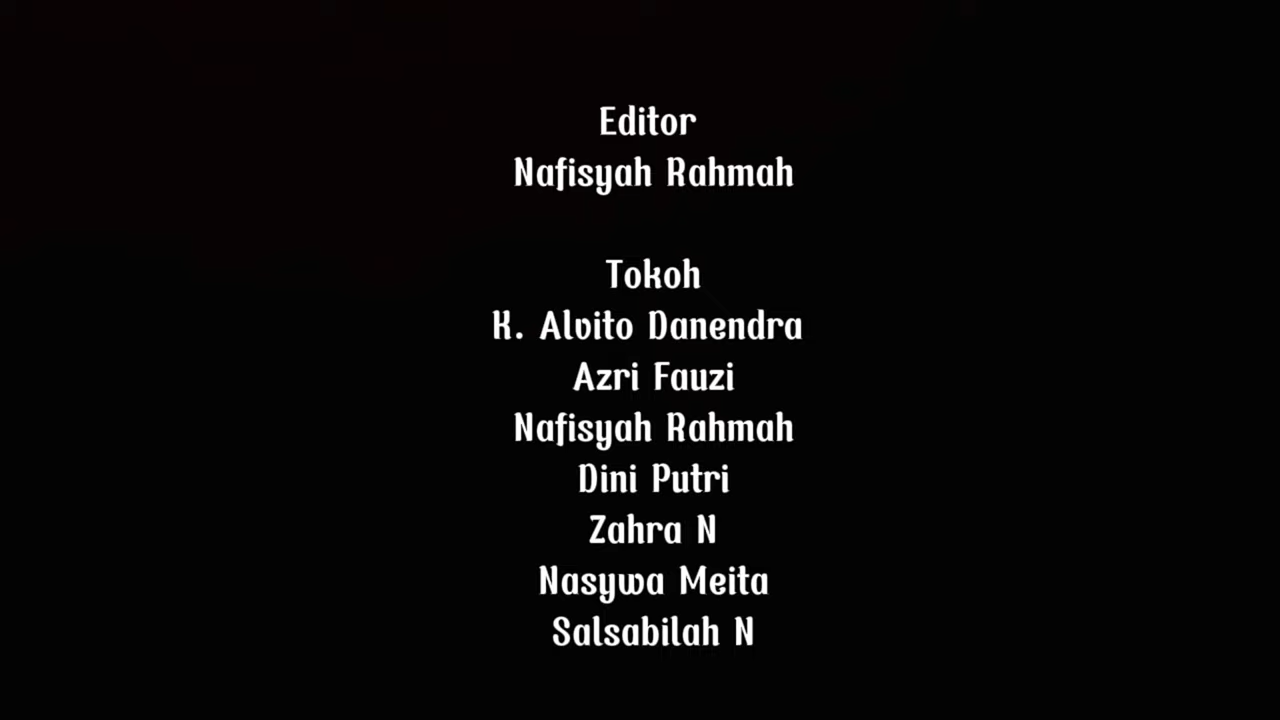 Editor
Nafisyah Rahmah
Tokoh
K. Alvito Danendra
Azri Fauzi
Nafisyah Rahmah
Dini Putri
Zahra N
Nasywa Meita
Salsabilah N